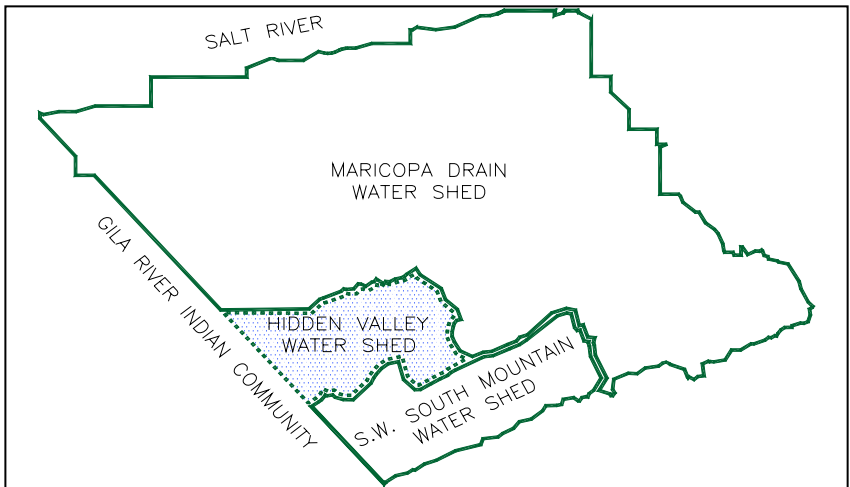 SALT RIVER
MARICOPA DRAIN
WATER SHED
GILA RIVER INDIAN COMMUNITY
HIDDEN VALLEY
WATER SHED
S.W. SOUTH MOUNTAIN
WATER SHED